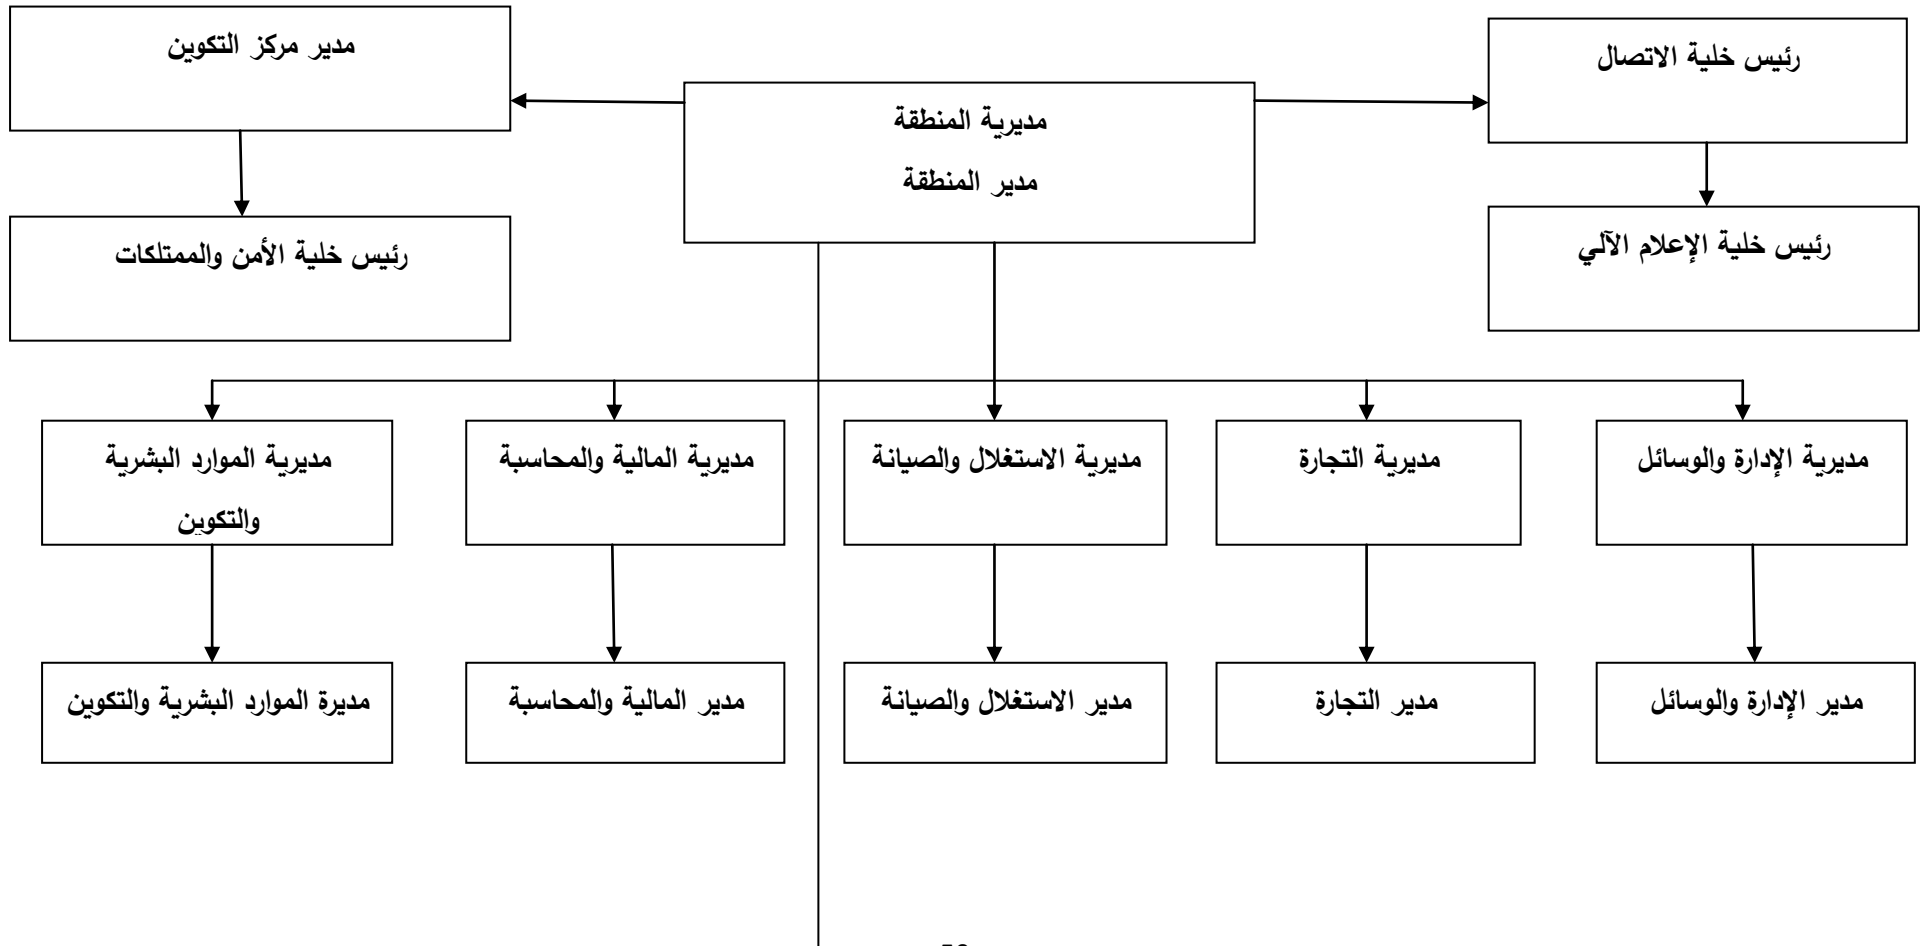 رئيس خلية الاتصال
مدير مركز التكوين
مديرية المنطقة
مدير المنطقة
رئيس خلية الإعلام الآلي
رئيس خلية الأمن والممتلكات
مديرية الإدارة والوسائل
مديرية التجارة
مديرية الاستغلال والصيانة
مديرية المالية والمحاسبة
مديرية الموارد البشرية
والتكوين
مدير الإدارة والوسائل
مدير التجارة
مدير الاستغلال والصيانة
مدير المالية والمحاسبة
مديرة الموارد البشرية والتكوين